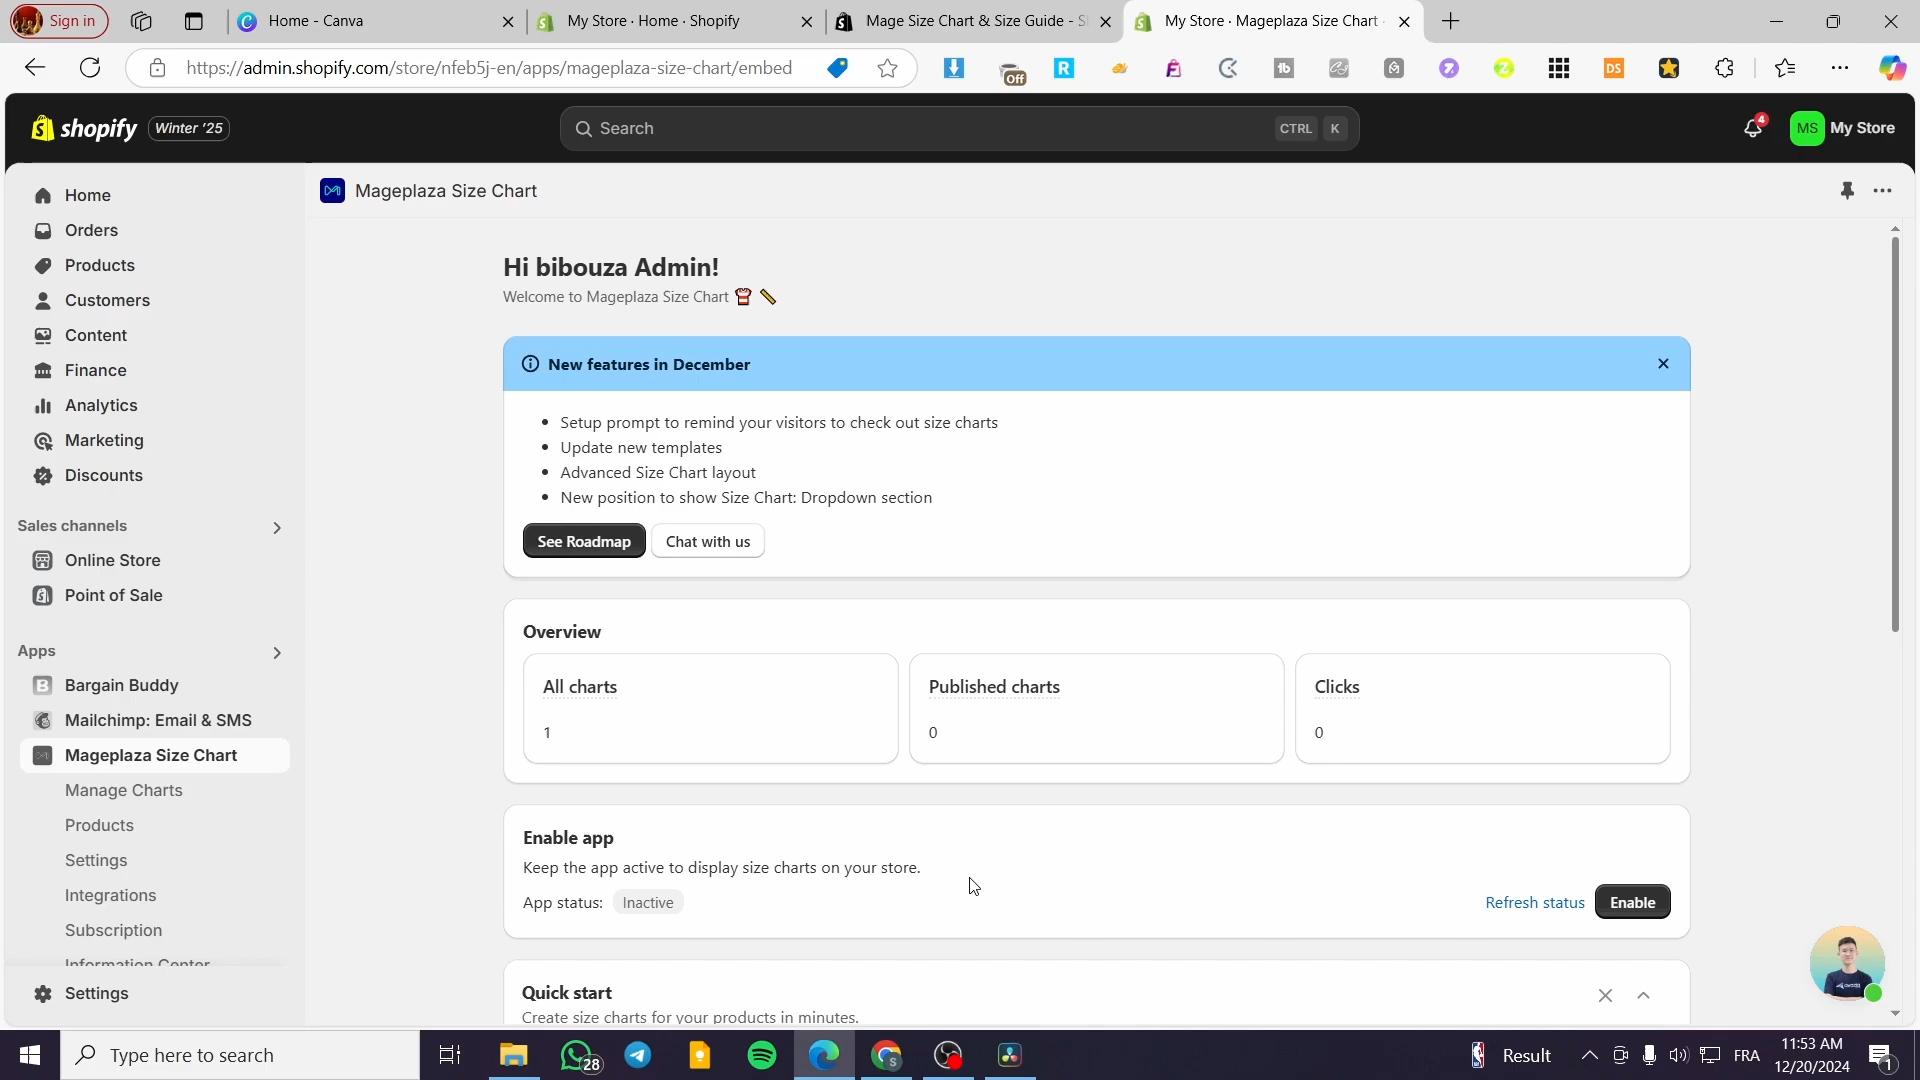 Sign in
Home - Canva
My Store · Home · Shopify
Mage Size Chart & Size Guide - S
My Store · Mageplaza Size Chart
https://admin.shopify.com/store/nfeb5j-en/apps/mageplaza-size-chart/embed
Off
R
tb
DS
shopify
Winter '25
Search
CTRL
K
4
MS
My Store
Home
Orders
Products
Customers
Content
Finance
Analytics
Marketing
Discounts
Sales channels
Online Store
Point of Sale
Apps
Bargain Buddy
Mailchimp: Email & SMS
Mageplaza Size Chart
Manage Charts
Products
Settings
Integrations
Subscription
Information Center
Settings
Mageplaza Size Chart
Hi bibouza Admin!
Welcome to Mageplaza Size Chart
New features in December
Setup prompt to remind your visitors to check out size charts
Update new templates
Advanced Size Chart layout
New position to show Size Chart: Dropdown section
See Roadmap
Chat with us
Overview
All charts
1
Published charts
0
Clicks
0
Enable app
Keep the app active to display size charts on your store.
App status: Inactive
Refresh status
Enable
Quick start
Create size charts for your products in minutes.
Type here to search
28
S
Result
FRA
11:53 AM
12/20/2024
1